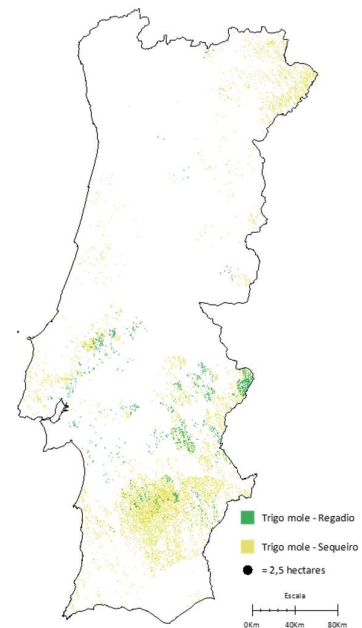 Trigo mole - Regadio
Trigo mole - Sequeiro
= 2,5 hectares
Escala
0Km 40Km 80Km